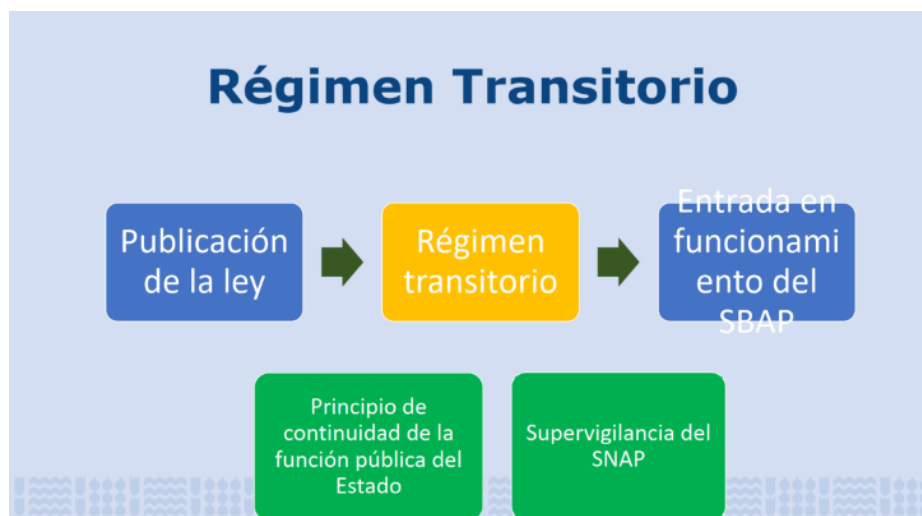 Régimen Transitorio
Publicación
de la ley
Régimen
transitorio
Entrada en
funcionami
ento del
SBAP
Principio de
continuidad de la
función pública del
Estado
Supervigilancia del
SNAP